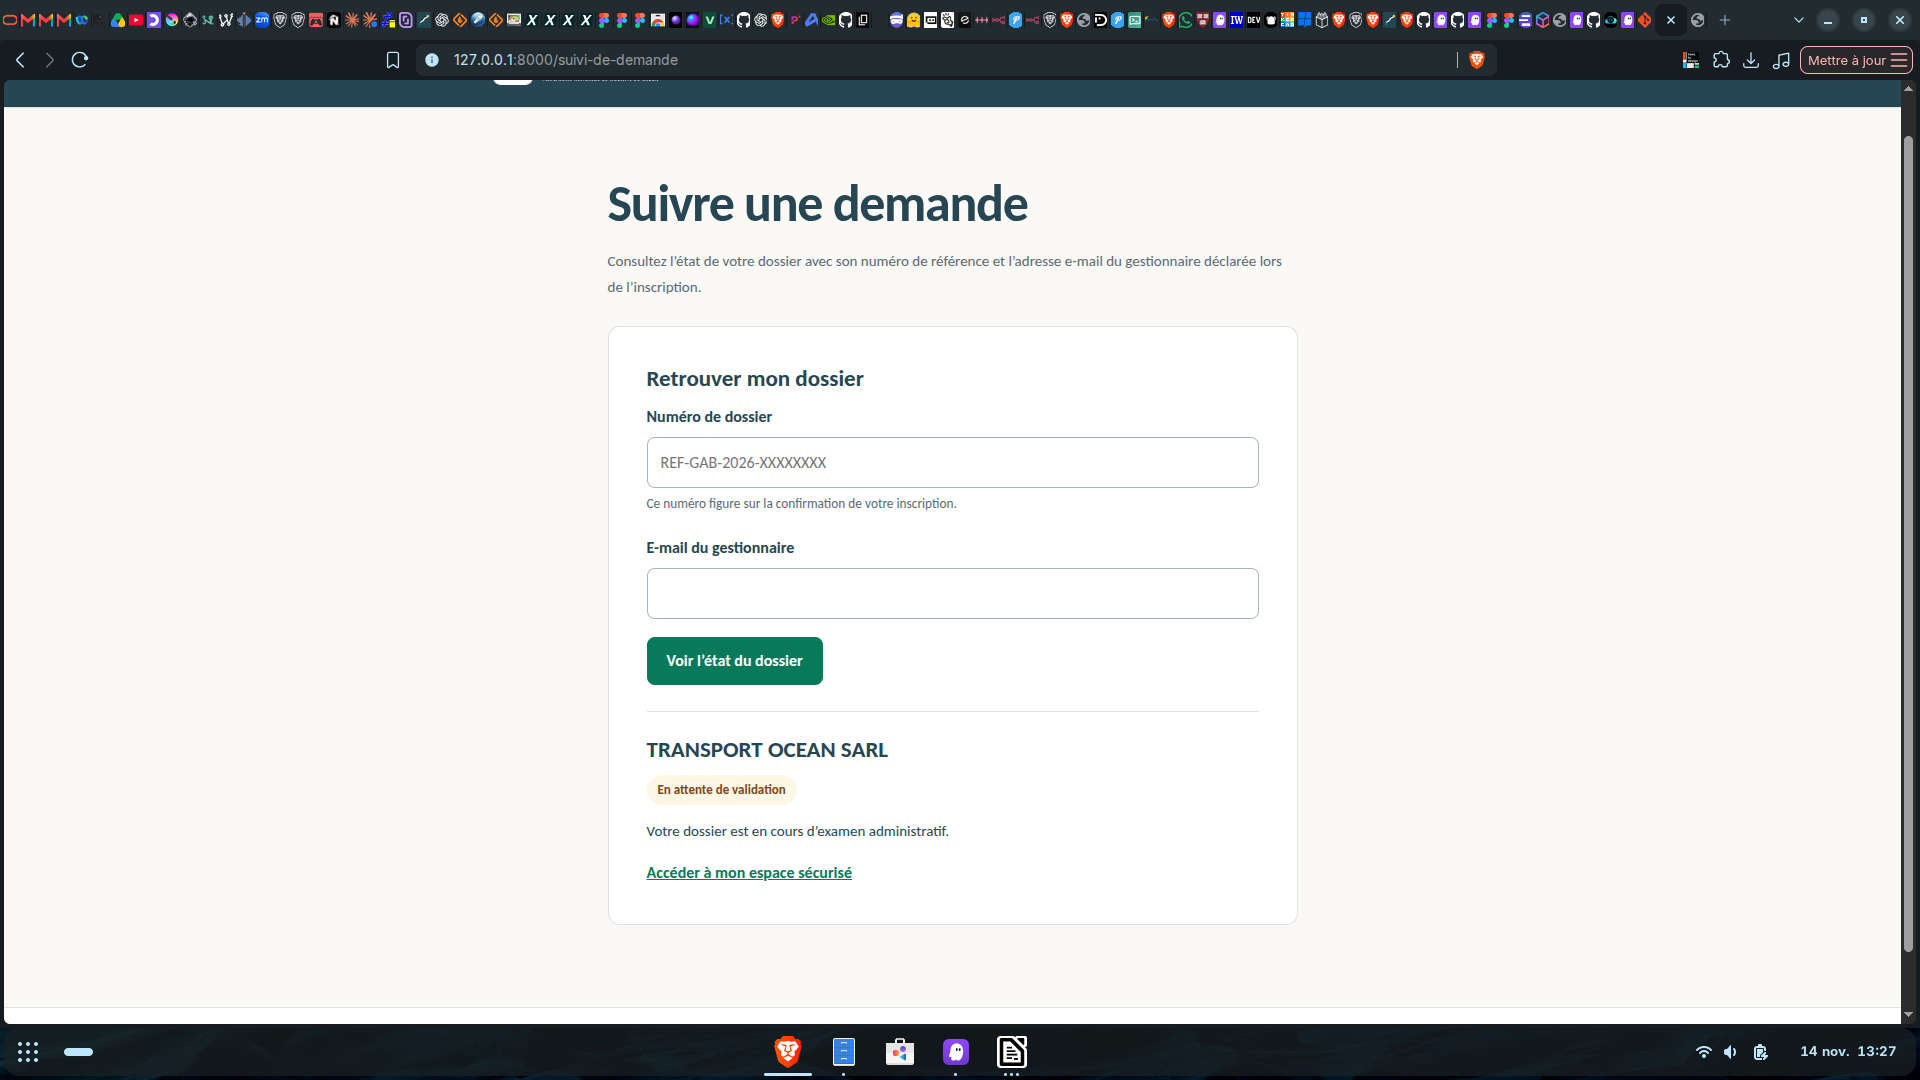 127.0.0.1:8000/suivi-de-demande
Mettre à jour
Suivre une demande
Consultez l’état de votre dossier avec son numéro de référence et l’adresse e-mail du gestionnaire déclarée lors
de l’inscription.
Retrouver mon dossier
Numéro de dossier
REF-GAB-2026-XXXXXXXX
Ce numéro figure sur la confirmation de votre inscription.
E-mail du gestionnaire
Voir l’état du dossier
TRANSPORT OCEAN SARL
En attente de validation
Votre dossier est en cours d’examen administratif.
Accéder à mon espace sécurisé
14 nov. 13:27